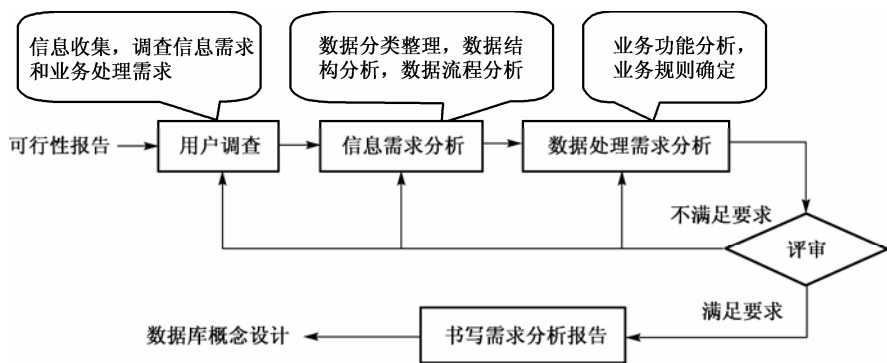 信息收集，调查信息需求
和业务处理需求
数据分类整理，数据结
构分析，数据流程分析
业务功能分析，
业务规则确定
可行性报告
用户调查
信息需求分析
数据处理需求分析
不满足要求
评审
满足要求
书写需求分析报告
数据库概念设计